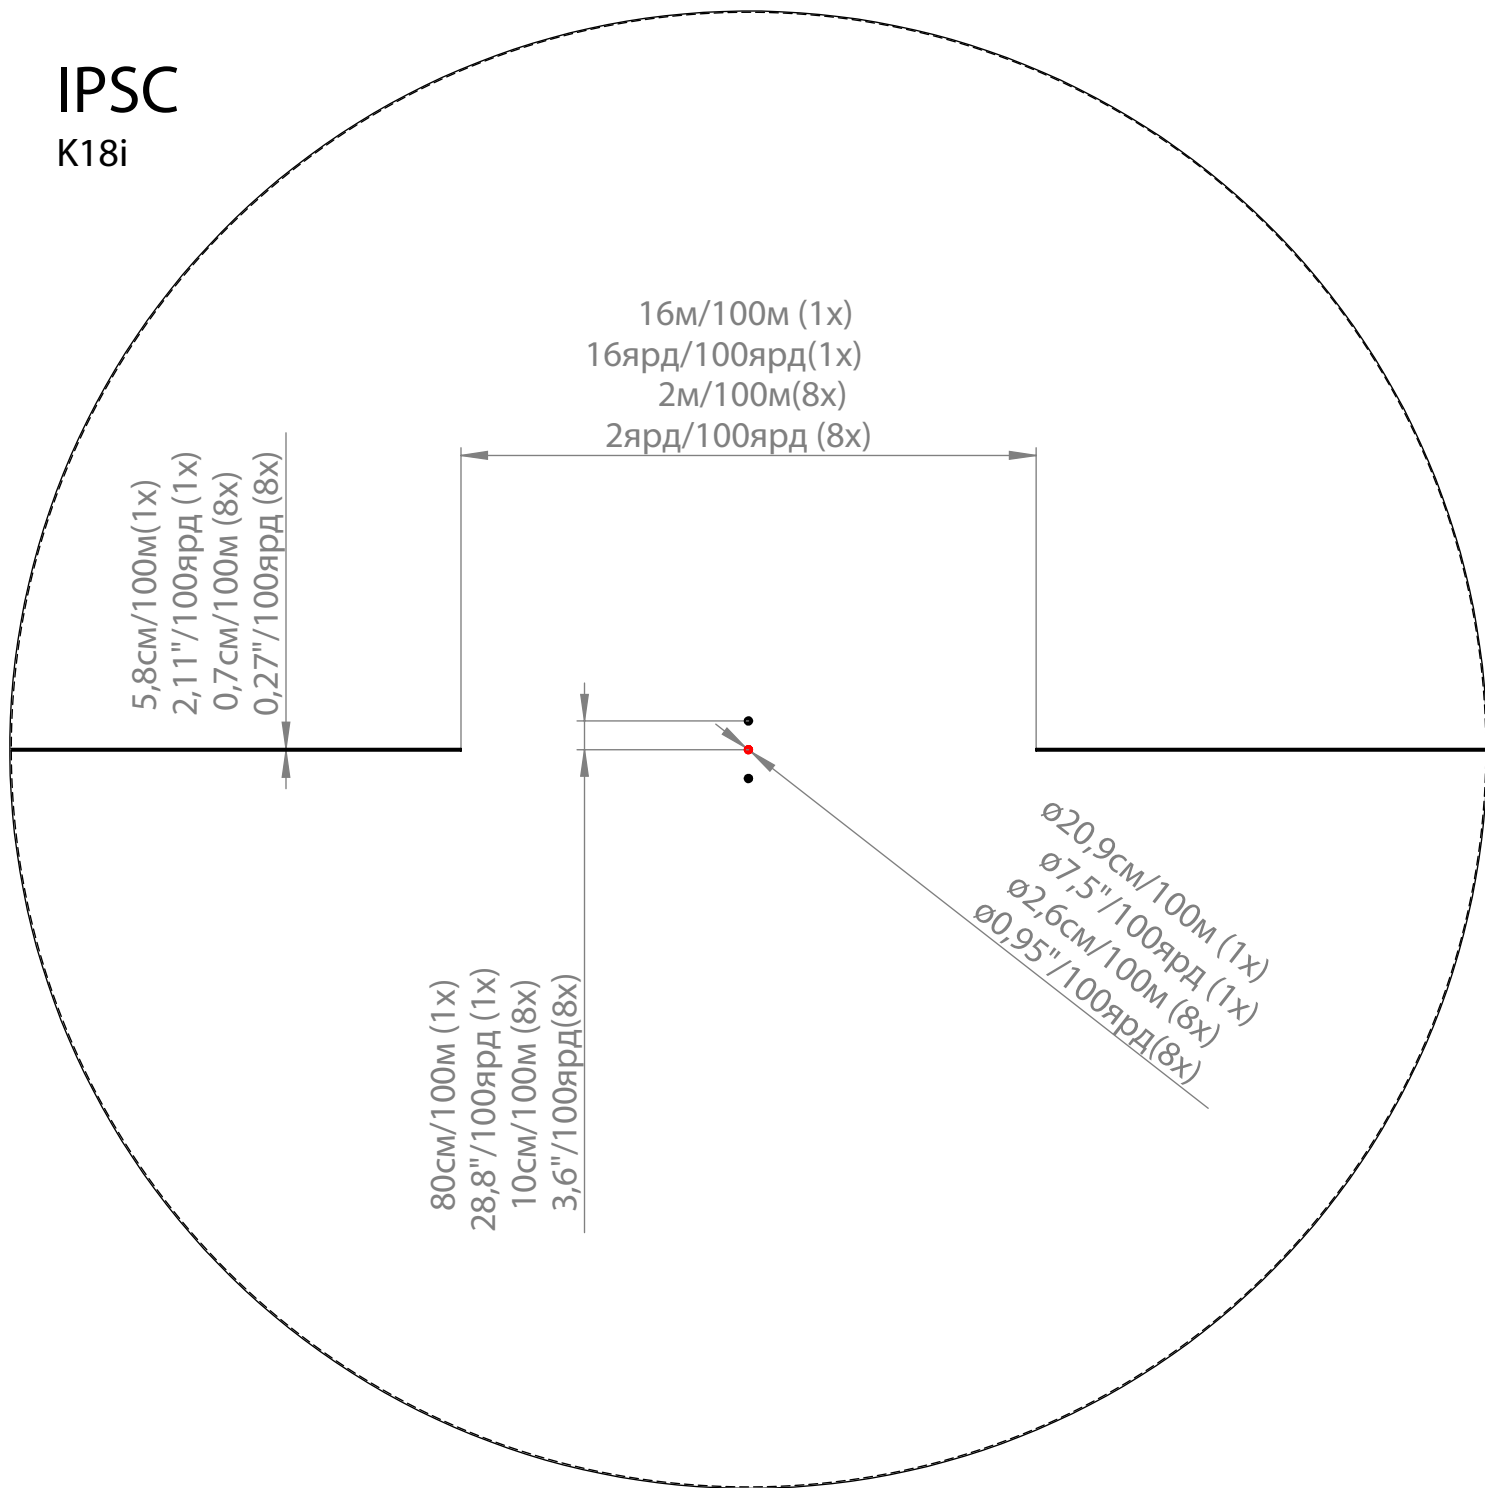 IPSC
K18i
16м/100м (1x)
16ярд/100ярд(1x)
2м/100м(8x)
2ярд/100ярд (8x)
5,8см/100м(1x)
2,11"/100ярд (1x)
0,7см/100м (8x)
0,27"/100ярд (8x)
ø20,9см/100м (1x)
ø7,5"/100ярд (1x)
ø2,6см/100м (8x)
ø0,95"/100ярд(8x)
80см/100м (1x)
28,8"/100ярд (1x)
10см/100м (8x)
3,6"/100ярд(8x)